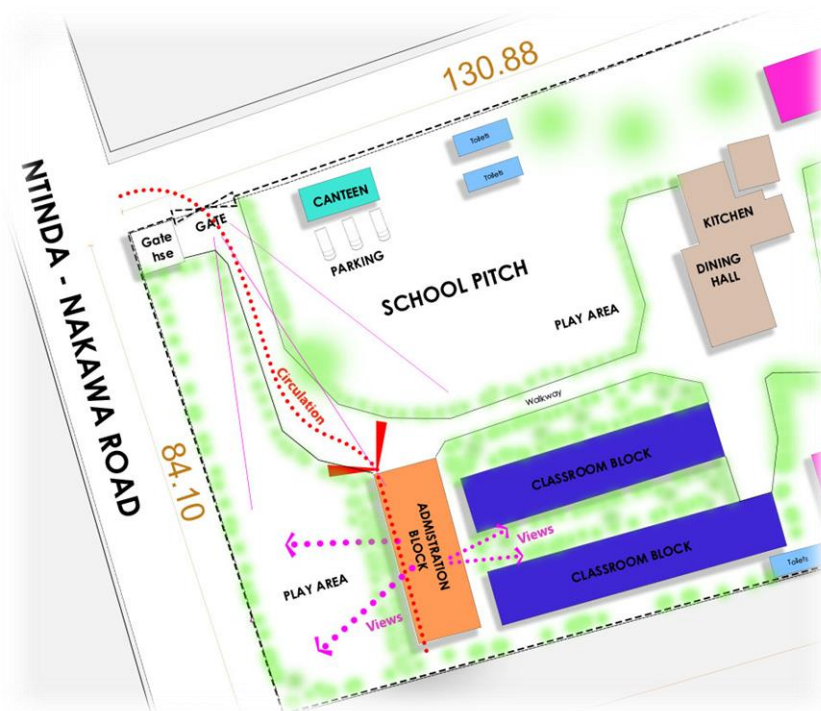 130.88
NTINDA - NAKAWA ROAD
84.10
Toilets
Toilets
CANTEEN
GATE
Gate
hse
PARKING
SCHOOL PITCH
PLAY AREA
KITCHEN
DINING
HALL
Circulation
Walkway
CLASSROOM BLOCK
ADMISTRATION
BLOCK
Views
CLASSROOM BLOCK
Toilets
PLAY AREA
Views